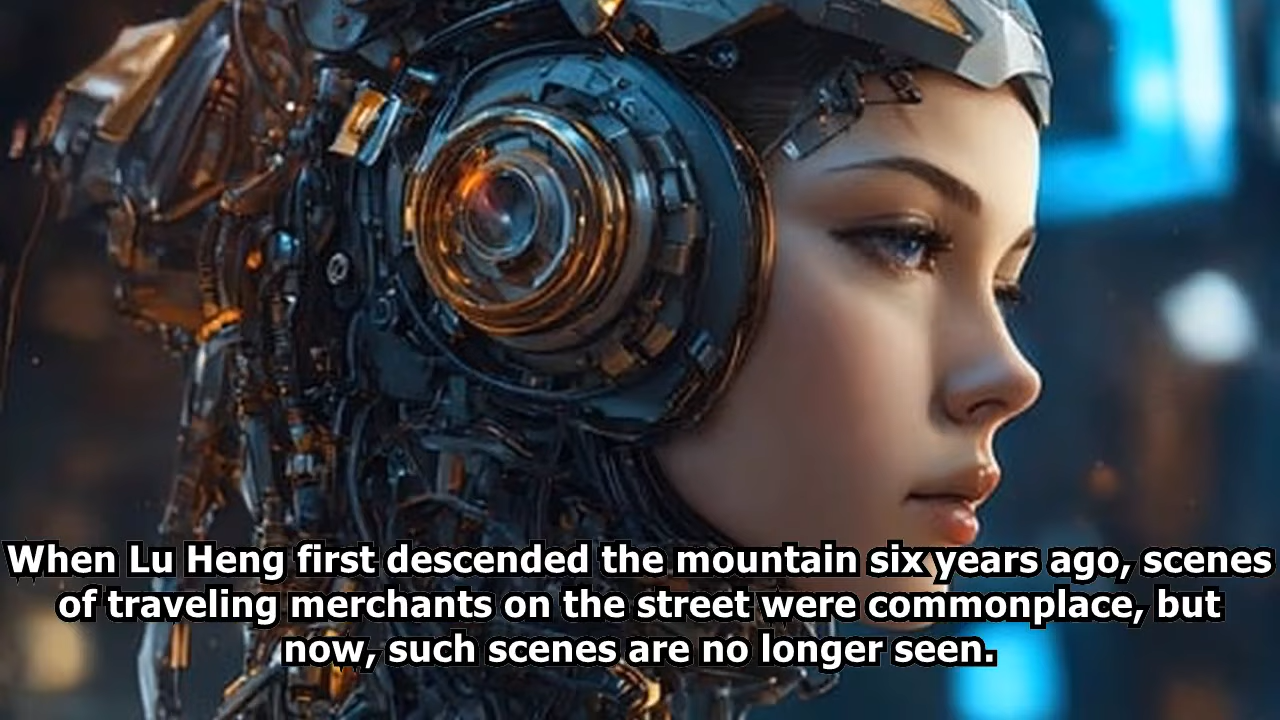 When Lu Heng first descended the mountain six years ago, scenes
of traveling merchants on the street were commonplace, but
now, such scenes are no longer seen.